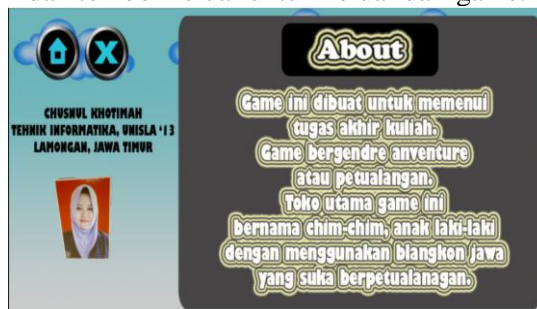 X
CHUSNUL KHOTIMAH
TEHNIK INFORMATIKA, UNISLA '13
LAMONGAN, JAWA TIMUR
About
Game ini dibuat untuk memenui
tugas akhir kuliah.
Game bergendre anventure
atau petualangan.
Toko utama game ini
bernama chim-chim, anak laki-laki
dengan menggunakan blangkon jawa
yang suka berpetualanagan.